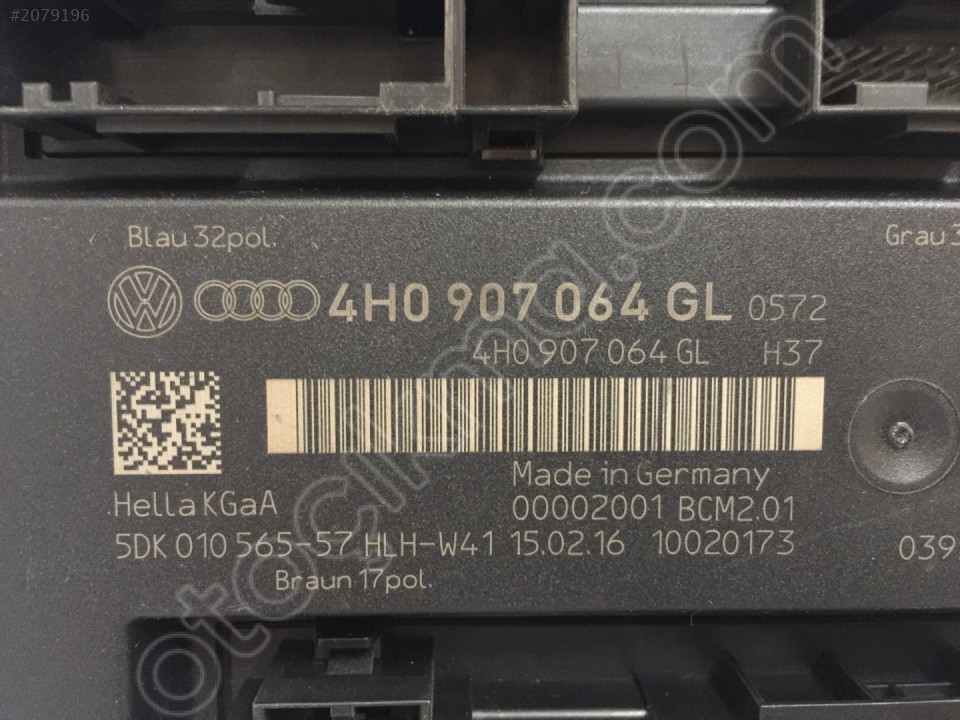 #2079196
Blau 32pol. Grau 3
4H0 907 064 GL 0572
4H0 907 064 GL H37
Made in Germany
Hella KGaA 00002001 BCM2.01
5DK 010 565-57 HLH-W41 15.02.16 10020173 039
Braun 17pol.
otocikma.com